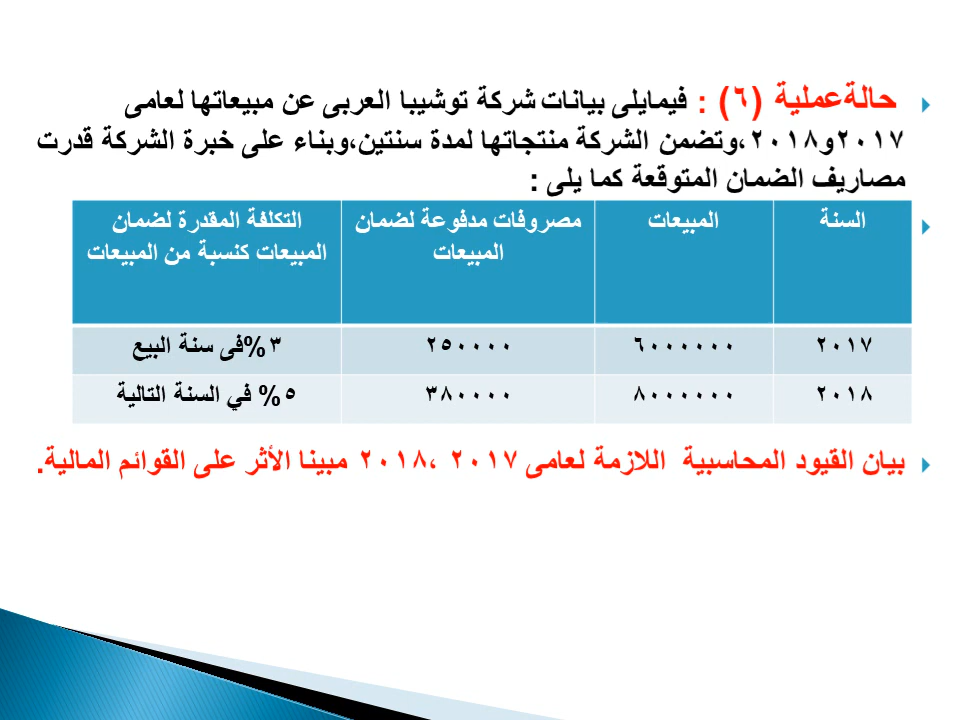 حالةعملية (٦) : فيمايلى بيانات شركة توشيبا العربى عن مبيعاتها لعامى
٢٠١٧و٢٠١٨،وتضمن الشركة منتجاتها لمدة سنتين،وبناء على خبرة الشركة قدرت
مصاريف الضمان المتوقعة كما يلى :
السنة المبيعات مصروفات مدفوعة لضمان المبيعات التكلفة المقدرة لضمان المبيعات كنسبة من المبيعات
٢٠١٧ ٦٠٠٠٠٠٠ ٢٥٠٠٠٠ ٣%فى سنة البيع
٢٠١٨ ٨٠٠٠٠٠٠ ٣٨٠٠٠٠ ٥% في السنة التالية
بيان القيود المحاسبية اللازمة لعامى ٢٠١٧ ،٢٠١٨ مبينا الأثر على القوائم المالية.